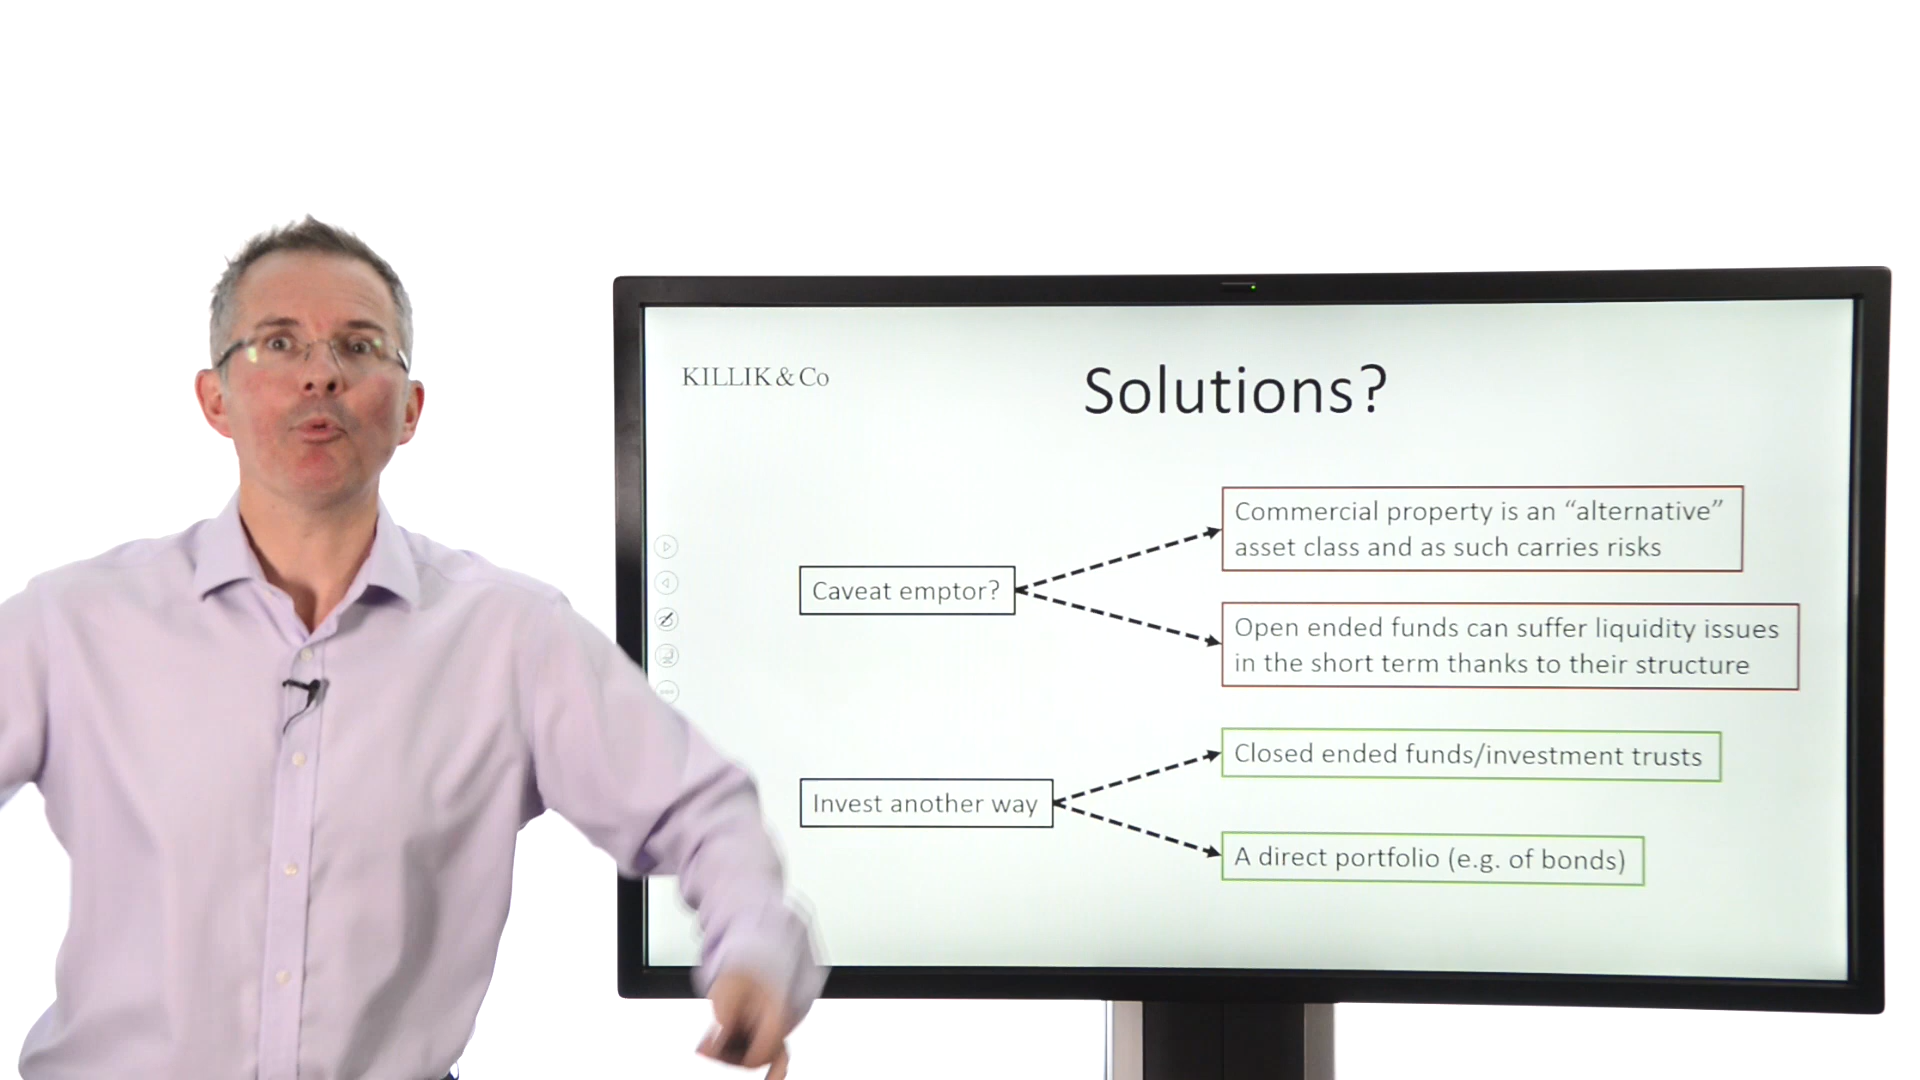 KILLIK & Co
Solutions?
Caveat emptor?
Commercial property is an “alternative”
asset class and as such carries risks
Open ended funds can suffer liquidity issues
in the short term thanks to their structure
Invest another way
Closed ended funds/investment trusts
A direct portfolio (e.g. of bonds)